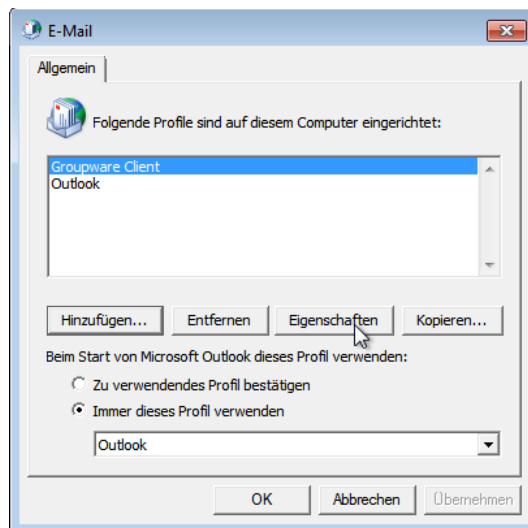 E-Mail
Allgemein
Folgende Profile sind auf diesem Computer eingerichtet:
Groupware Client
Outlook
Hinzufügen... Entfernen Eigenschaften Kopieren...
Beim Start von Microsoft Outlook dieses Profil verwenden:
Zu verwendendes Profil bestätigen
Immer dieses Profil verwenden
Outlook
OK Abbrechen Übernehmen